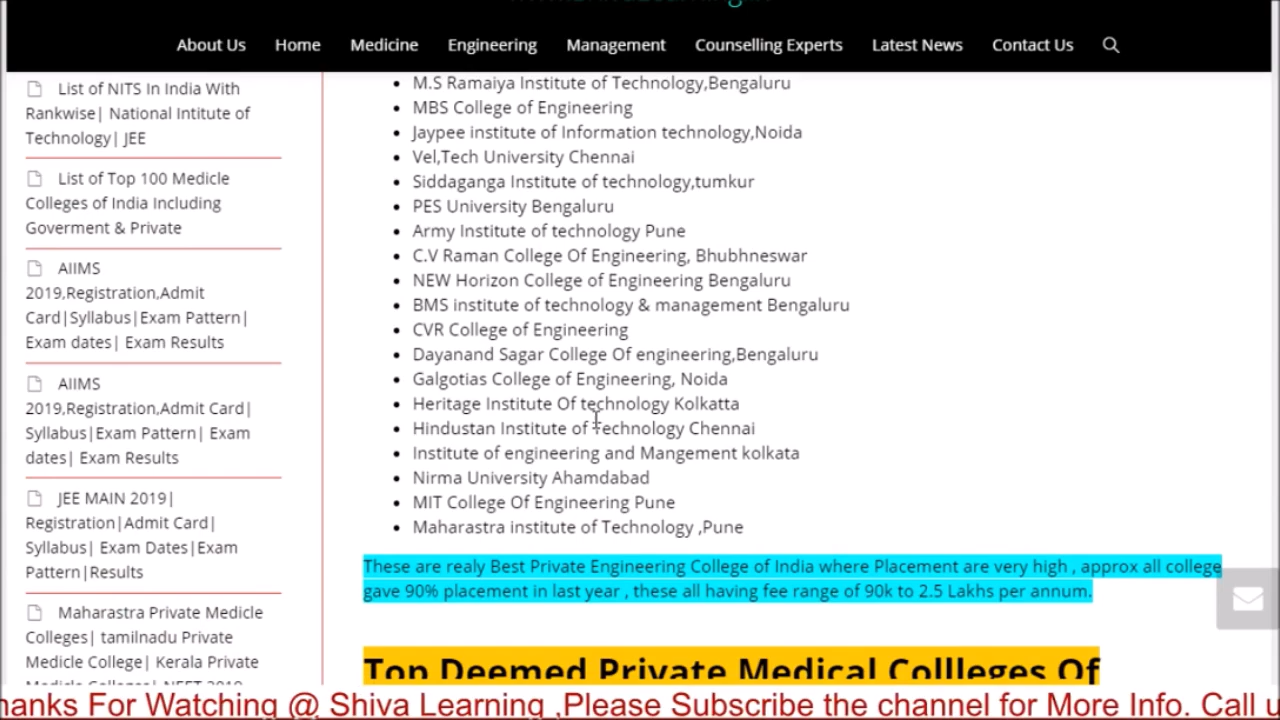 About Us Home Medicine Engineering Management Counselling Experts Latest News Contact Us
List of NITS In India With
Rankwise| National Intitute of
Technology| JEE
List of Top 100 Medicle
Colleges of India Including
Goverment & Private
AIIMS
2019,Registration,Admit
Card|Syllabus|Exam Pattern|
Exam dates| Exam Results
AIIMS
2019,Registration,Admit Card|
Syllabus|Exam Pattern| Exam
dates| Exam Results
JEE MAIN 2019|
Registration|Admit Card|
Syllabus| Exam Dates|Exam
Pattern|Results
Maharastra Private Medicle
Colleges| tamilnadu Private
Medicle College| Kerala Private
Medicle Colleges| NEET 2019
M.S Ramaiya Institute of Technology,Bengaluru
MBS College of Engineering
Jaypee institute of Information technology,Noida
Vel,Tech University Chennai
Siddaganga Institute of technology,tumkur
PES University Bengaluru
Army Institute of technology Pune
C.V Raman College Of Engineering, Bhubhneswar
NEW Horizon College of Engineering Bengaluru
BMS institute of technology & management Bengaluru
CVR College of Engineering
Dayanand Sagar College Of engineering,Bengaluru
Galgotias College of Engineering, Noida
Heritage Institute Of technology Kolkatta
Hindustan Institute of Technology Chennai
Institute of engineering and Mangement kolkata
Nirma University Ahamdabad
MIT College Of Engineering Pune
Maharastra institute of Technology ,Pune
These are realy Best Private Engineering College of India where Placement are very high , approx all college
gave 90% placement in last year , these all having fee range of 90k to 2.5 Lakhs per annum.
Top Deemed Private Medical Collleges Of
hanks For Watching @ Shiva Learning ,Please Subscribe the channel for More Info. Call u